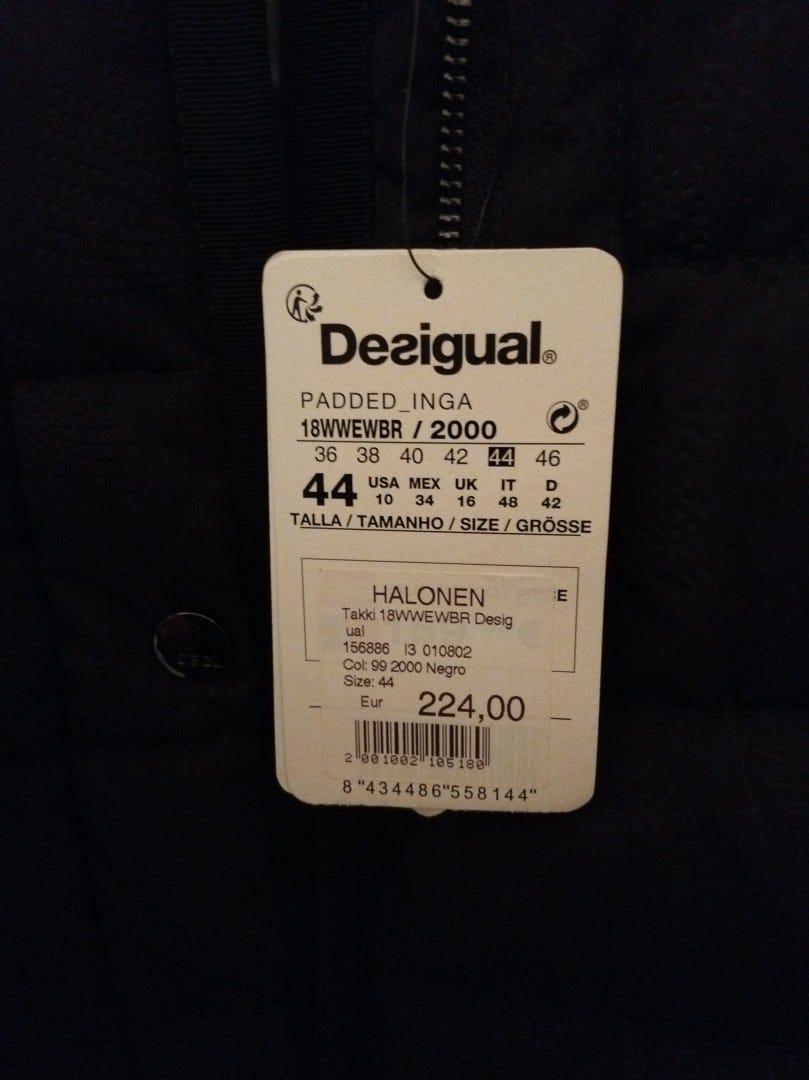 Desigual®
PADDED_INGA
18WWEWBR / 2000
36 38 40 42 44 46
44 USA MEX UK IT D
10 34 16 48 42
TALLA / TAMANHO / SIZE / GRÖSSE
HALONEN
Takki 18WWEWBR Desig
ual
156886 I3 010802
Col: 99 2000 Negro
Size: 44
Eur 224,00
2 001002 105180
8 "434486"558144"